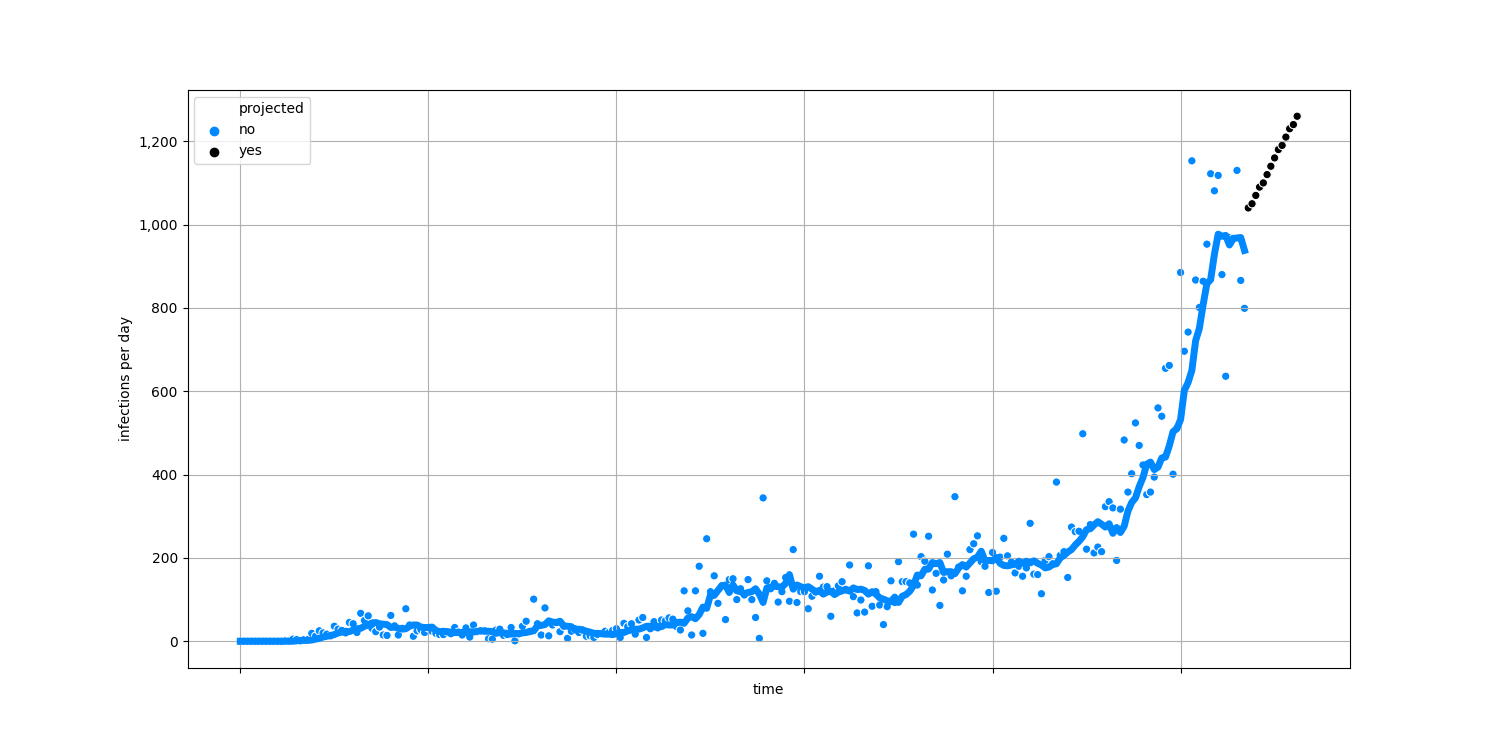 projected
no
yes
1,200
1,000
800
600
400
200
0
infections per day
time